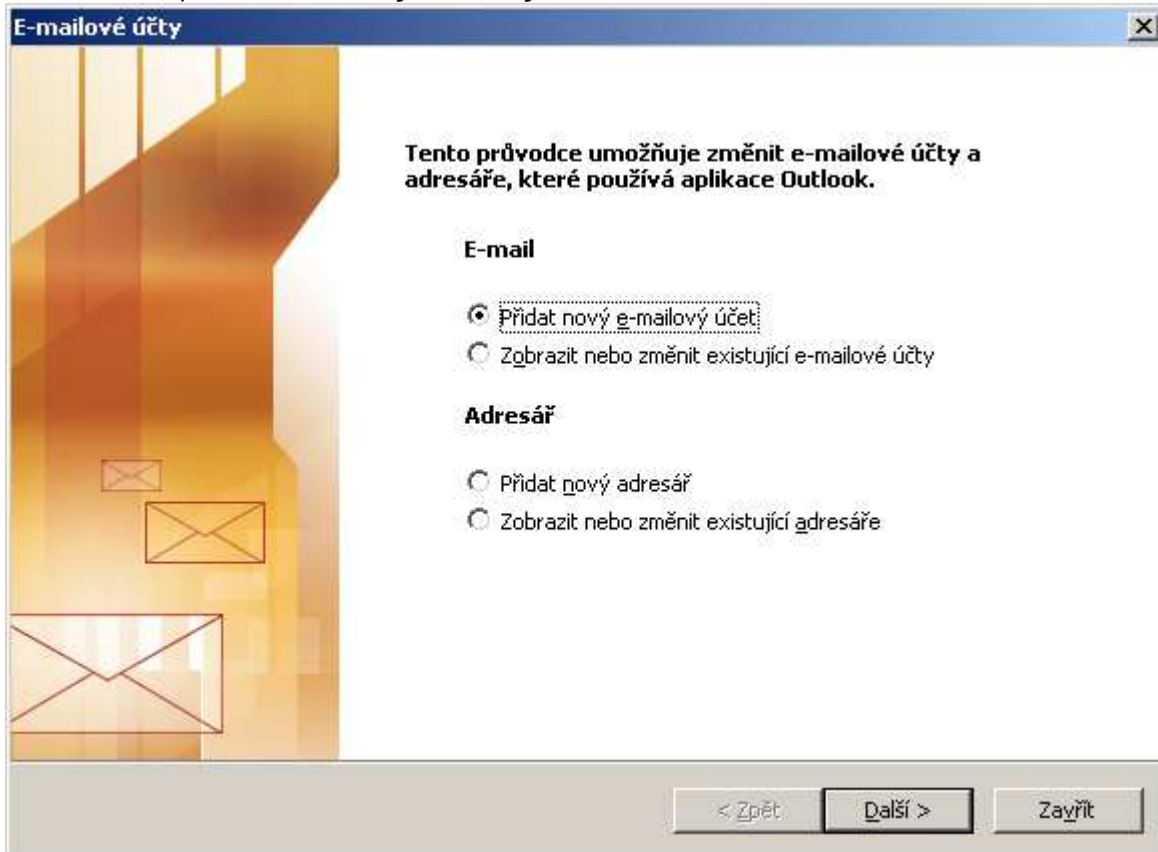 E-mailové účty
Tento průvodce umožňuje změnit e-mailové účty a
adresáře, které používá aplikace Outlook.
E-mail
Přidat nový e-mailový účet
Zobrazit nebo změnit existující e-mailové účty
Adresář
Přidat nový adresář
Zobrazit nebo změnit existující adresáře
< Zpět
Další >
Zavřít